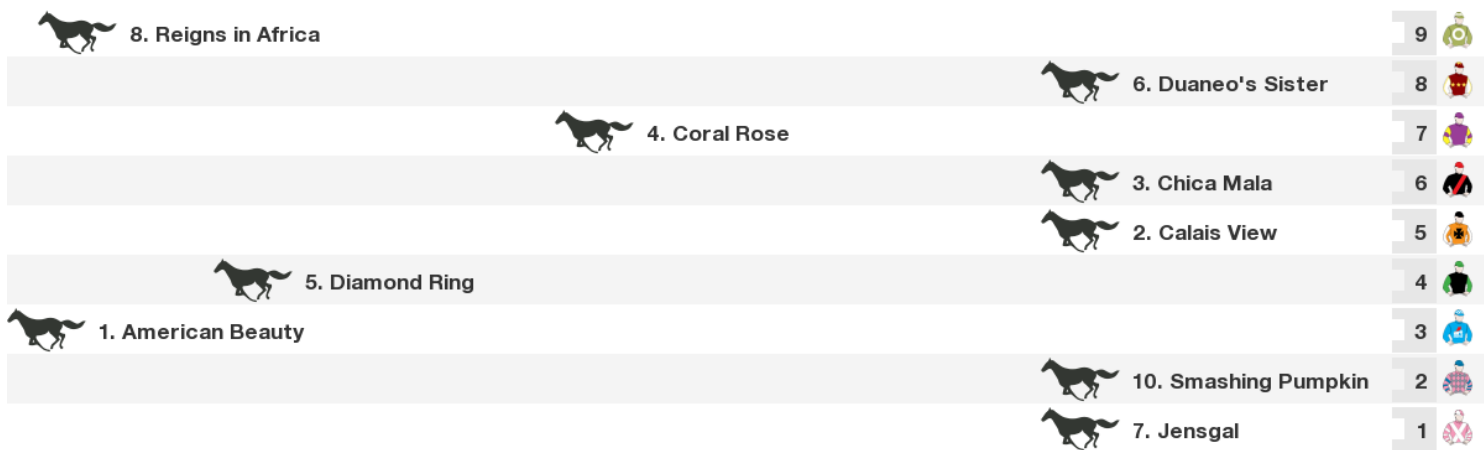 8. Reigns in Africa 9
6. Duaneo's Sister 8
4. Coral Rose 7
3. Chica Mala 6
2. Calais View 5
5. Diamond Ring 4
1. American Beauty 3
10. Smashing Pumpkin 2
7. Jensgal 1